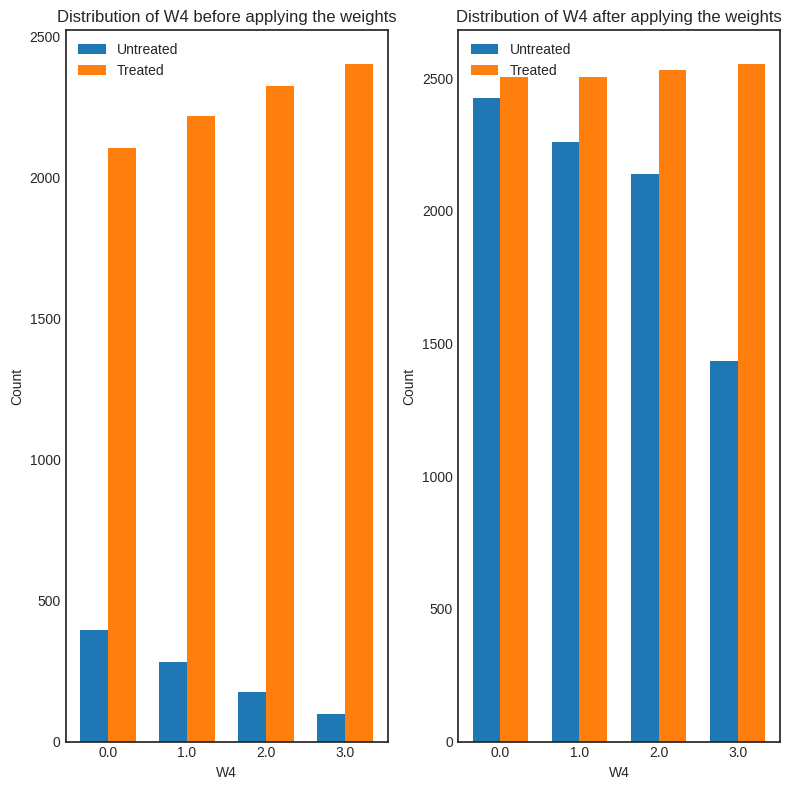 Distribution of W4 before applying the weights
2500
2000
1500
1000
500
0
Count
Untreated
Treated
0.0 1.0 2.0 3.0
W4
Distribution of W4 after applying the weights
2500
2000
1500
1000
500
0
Count
Untreated
Treated
0.0 1.0 2.0 3.0
W4